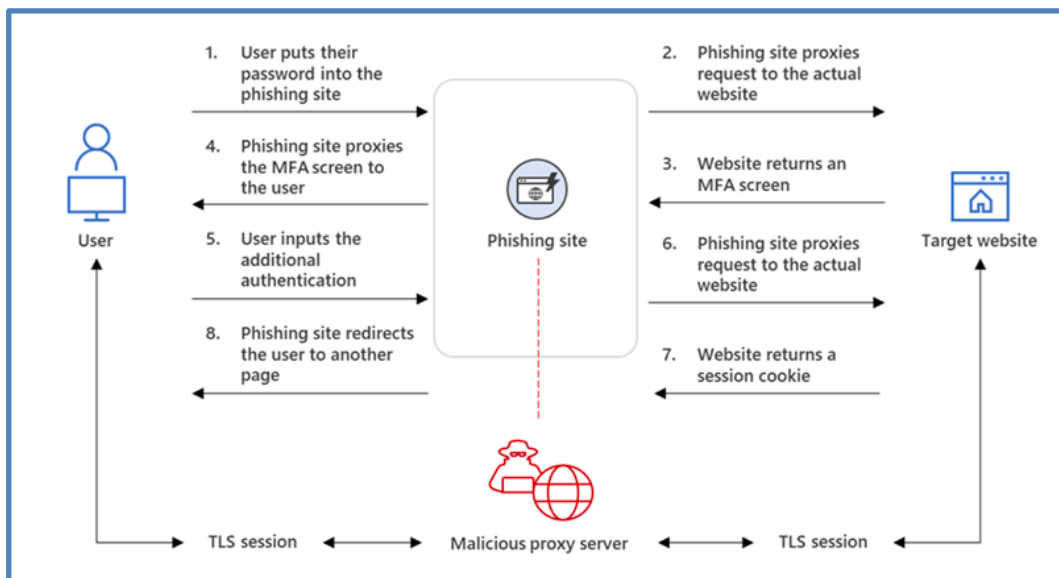 1. User puts their
password into the
phishing site
2. Phishing site proxies
request to the actual
website
4. Phishing site proxies
the MFA screen to
the user
3. Website returns an
MFA screen
User
Phishing site
Target website
5. User inputs the
additional
authentication
6. Phishing site proxies
request to the actual
website
8. Phishing site redirects
the user to another
page
7. Website returns a
session cookie
TLS session
Malicious proxy server
TLS session